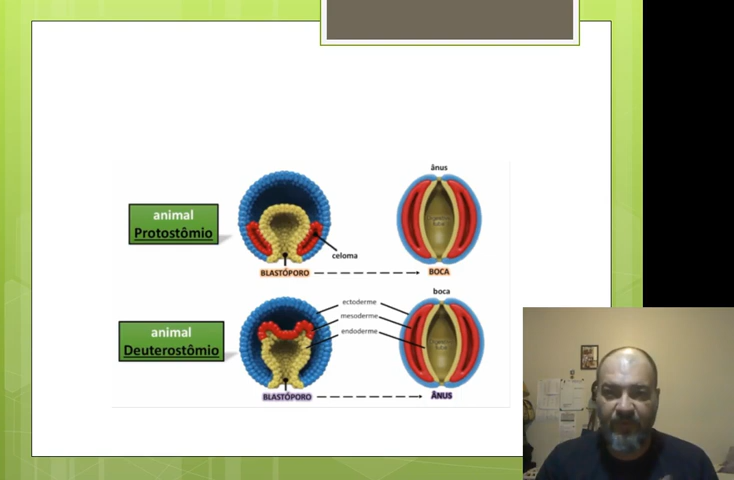 ânus
animal
Protostômio
celoma
BLASTÓPORO
BOCA
boca
ectoderme
animal
mesoderme
Deuterostômio
endoderme
BLASTÓPORO
ÂNUS